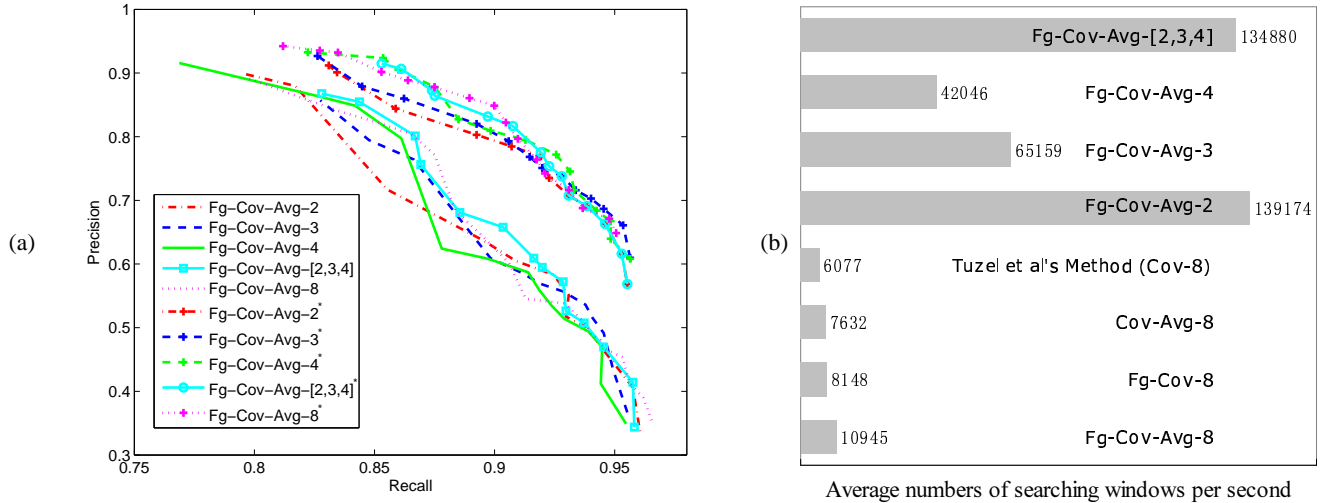 (a)
Precision
1
0.9
0.8
0.7
0.6
0.5
0.4
0.3
0.75
0.8
0.85
0.9
0.95
Recall
Fg-Cov-Avg-2
Fg-Cov-Avg-3
Fg-Cov-Avg-4
Fg-Cov-Avg-[2,3,4]
Fg-Cov-Avg-8
Fg-Cov-Avg-2*
Fg-Cov-Avg-3*
Fg-Cov-Avg-4*
Fg-Cov-Avg-[2,3,4]*
Fg-Cov-Avg-8*
(b)
Fg-Cov-Avg-[2,3,4] 134880
42046 Fg-Cov-Avg-4
65159 Fg-Cov-Avg-3
Fg-Cov-Avg-2 139174
6077 Tuzel et al's Method (Cov-8)
7632 Cov-Avg-8
8148 Fg-Cov-8
10945 Fg-Cov-Avg-8
Average numbers of searching windows per second